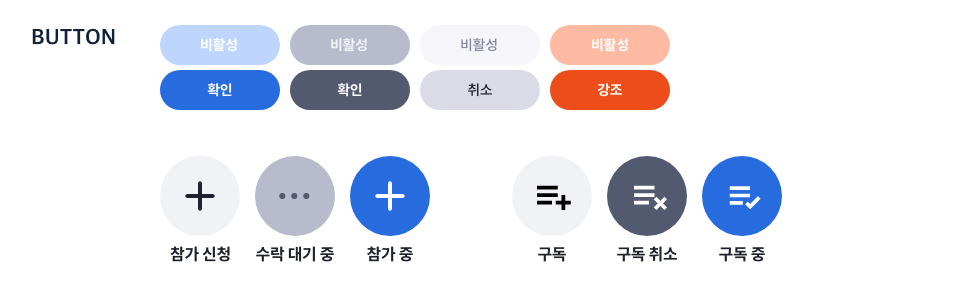 BUTTON
비활성 비활성 비활성 비활성
확인 확인 취소 강조
참가 신청 수락 대기 중 참가 중 구독 구독 취소 구독 중